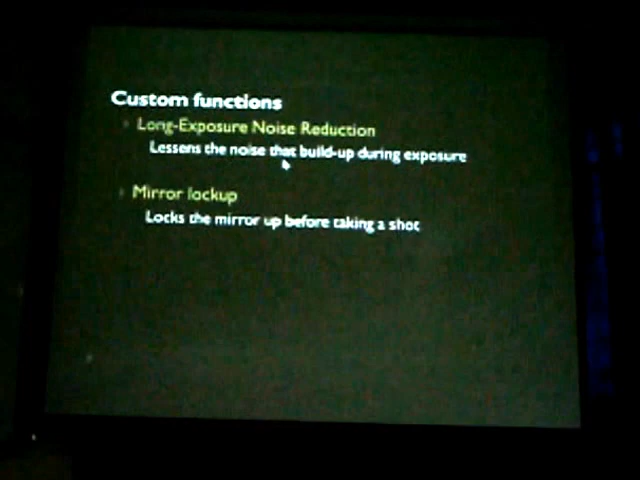 Custom functions
Long-Exposure Noise Reduction
Lessens the noise that build-up during exposure
Mirror lockup
Locks the mirror up before taking a shot